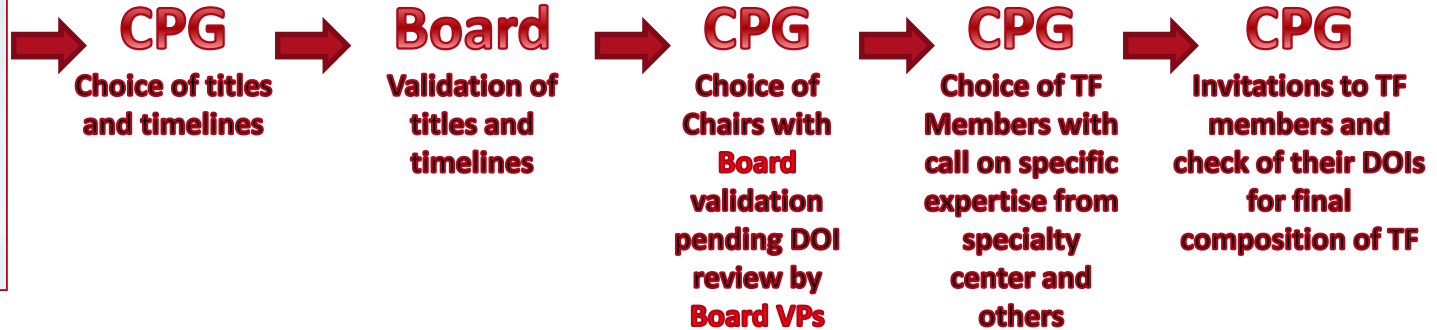 CPG
Choice of titles
and timelines
Board
Validation of
titles and
timelines
CPG
Choice of
Chairs with
Board
validation
pending DOI
review by
Board VPs
CPG
Choice of TF
Members with
call on specific
expertise from
specialty
center and
others
CPG
Invitations to TF
members and
check of their DOIs
for final
composition of TF